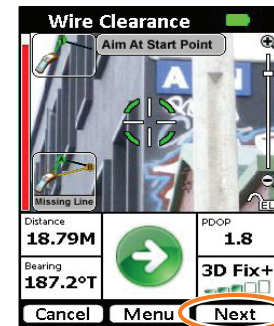 Wire Clearance
Aim At Start Point
A
Missing Line
B
EL
Distance
18.79M
PDOP
1.8
Bearing
187.2°T
3D Fix+
Cancel
Menu
Next